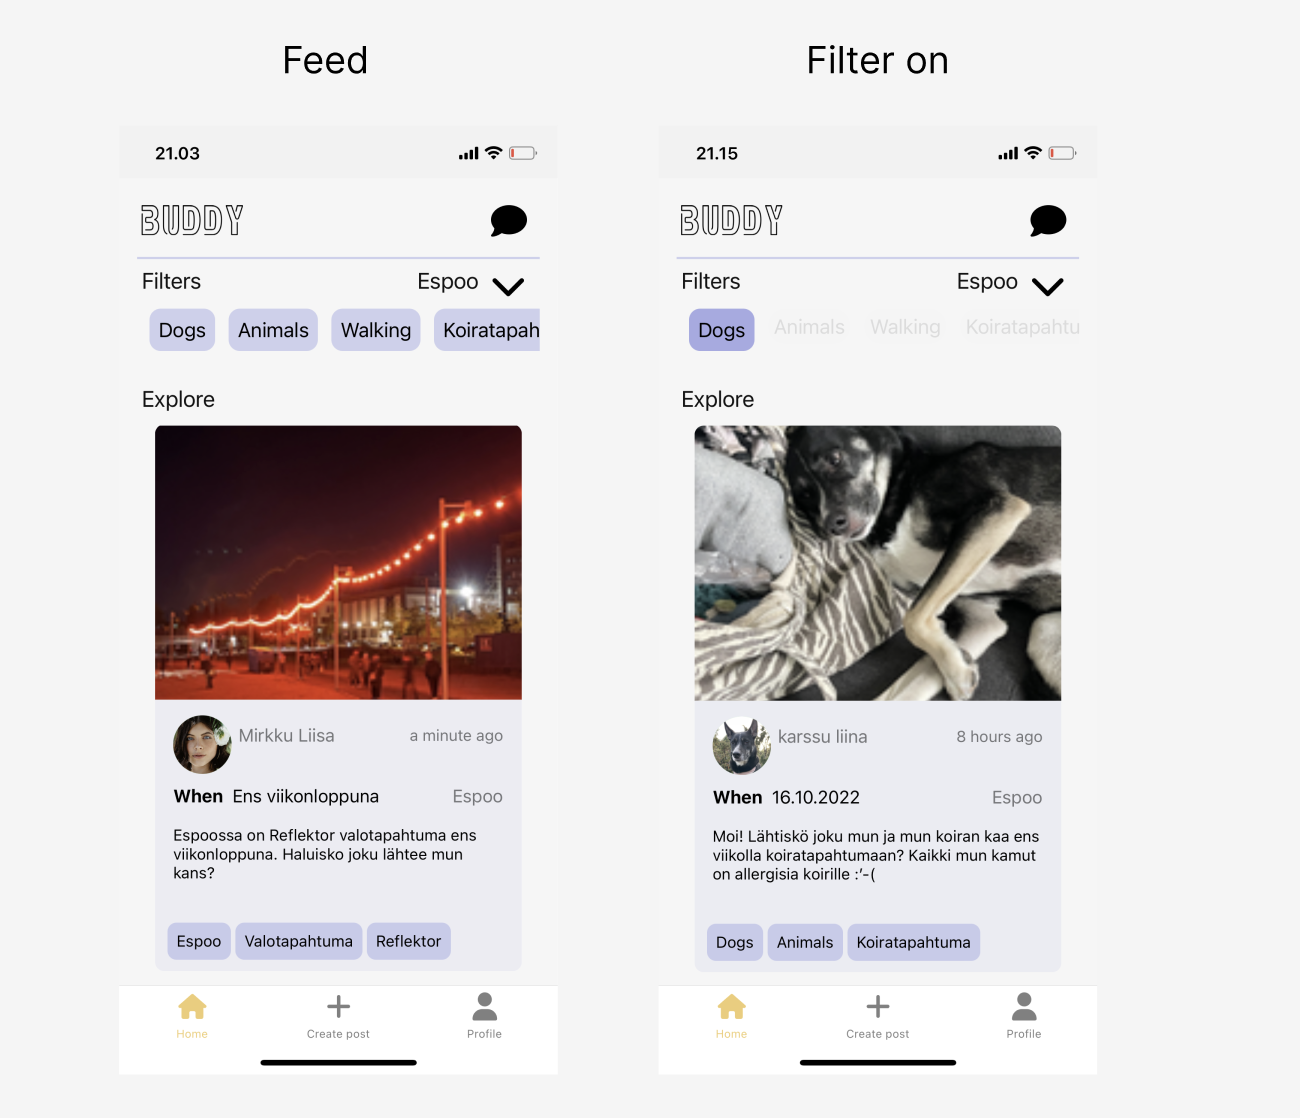 Feed
Filter on
21.03
BUDDY
Filters Espoo
Dogs Animals Walking Koiratapah
Explore
Mirkku Liisa a minute ago
When Ens viikonloppuna Espoo
Espoossa on Reflektor valotapahtuma ens
viikonloppuna. Haluisko joku lähtee mun
kans?
Espoo Valotapahtuma Reflektor
Home Create post Profile
21.15
BUDDY
Filters Espoo
Dogs Animals Walking Koiratapahtu
Explore
karssu liina 8 hours ago
When 16.10.2022 Espoo
Moi! Lähtiskö joku mun ja mun koiran kaa ens
viikolla koiratapahtumaan? Kaikki mun kamut
on allergisia koirille :'-(
Dogs Animals Koiratapahtuma
Home Create post Profile